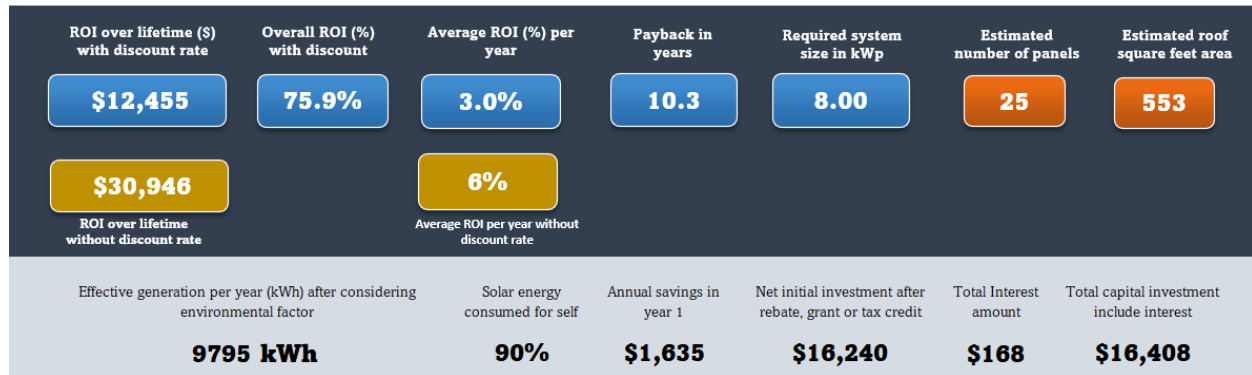 ROI over lifetime ($)
with discount rate
Overall ROI (%)
with discount
Average ROI (%) per
year
Payback in
years
Required system
size in kWp
Estimated
number of panels
Estimated roof
square feet area
$12,455
75.9%
3.0%
10.3
8.00
25
553
$30,946
6%
ROI over lifetime
without discount rate
Average ROI per year without
discount rate
Effective generation per year (kWh) after considering
environmental factor
Solar energy
consumed for self
Annual savings in
year 1
Net initial investment after
rebate, grant or tax credit
Total Interest
amount
Total capital investment
include interest
9795 kWh
90%
$1,635
$16,240
$168
$16,408